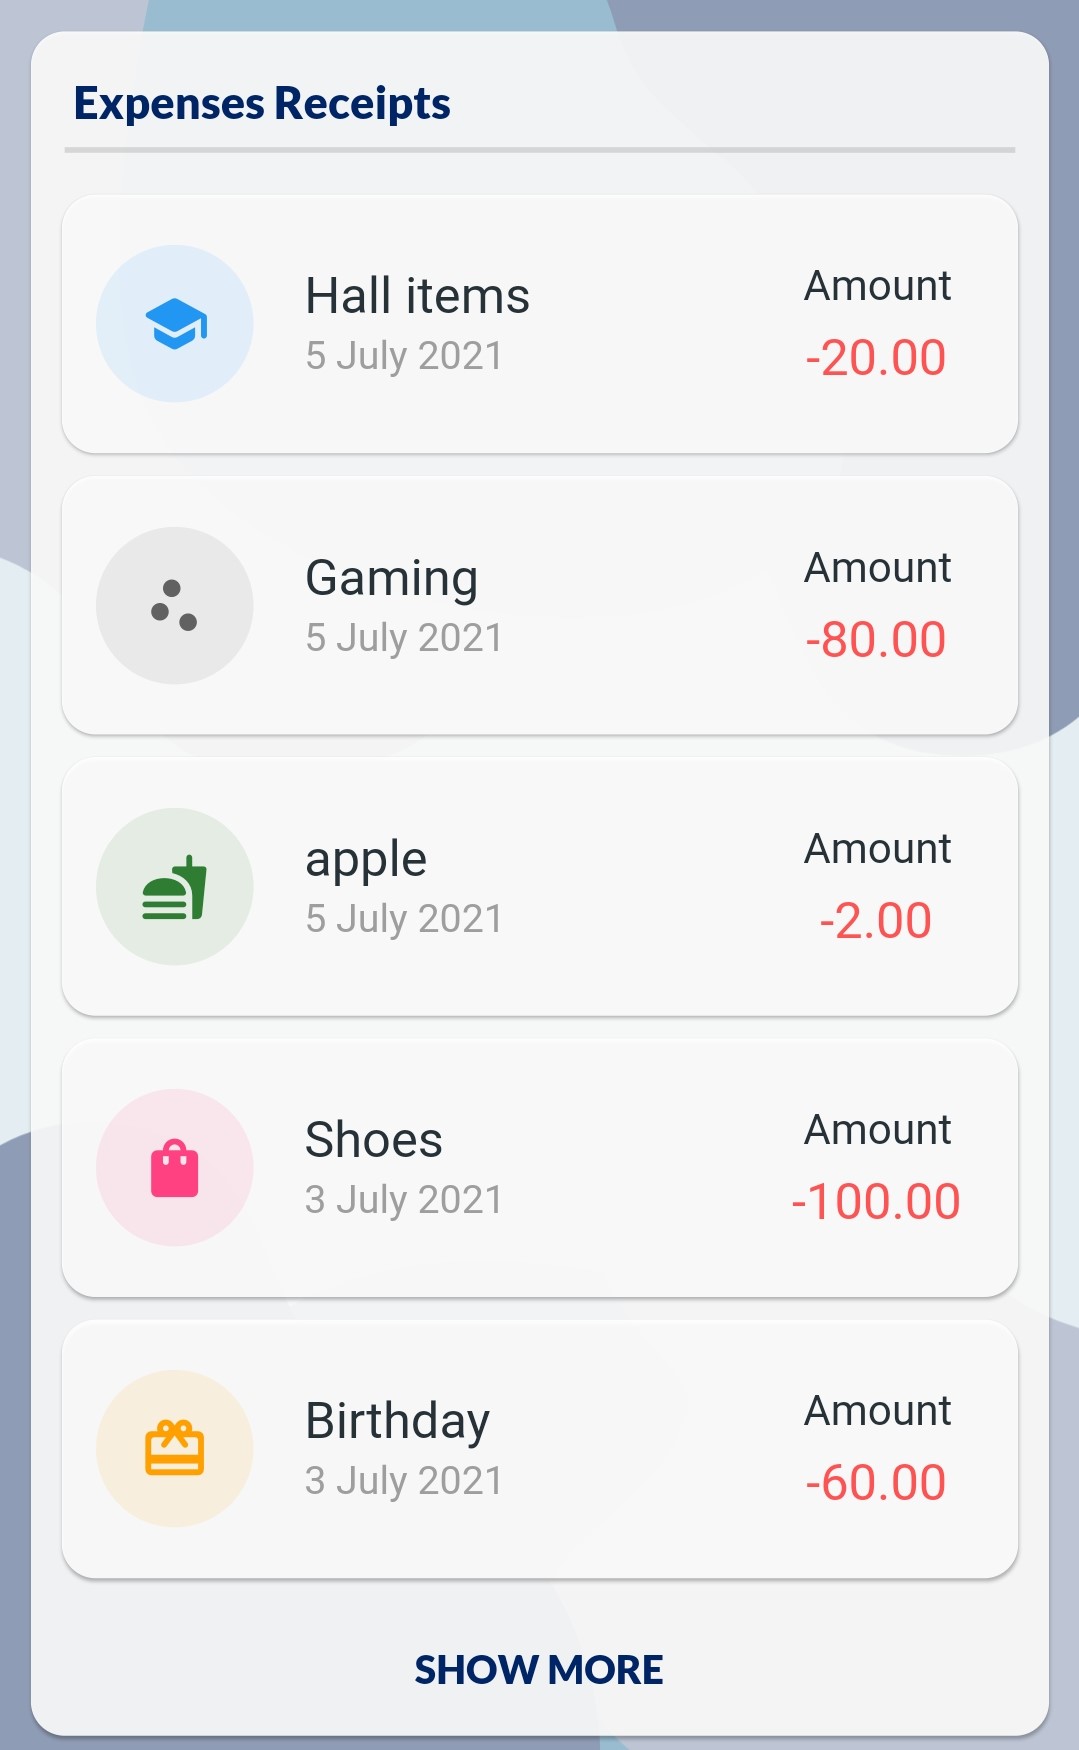 Expenses Receipts
Hall items
5 July 2021
Amount
-20.00
Gaming
5 July 2021
Amount
-80.00
apple
5 July 2021
Amount
-2.00
Shoes
3 July 2021
Amount
-100.00
Birthday
3 July 2021
Amount
-60.00
SHOW MORE